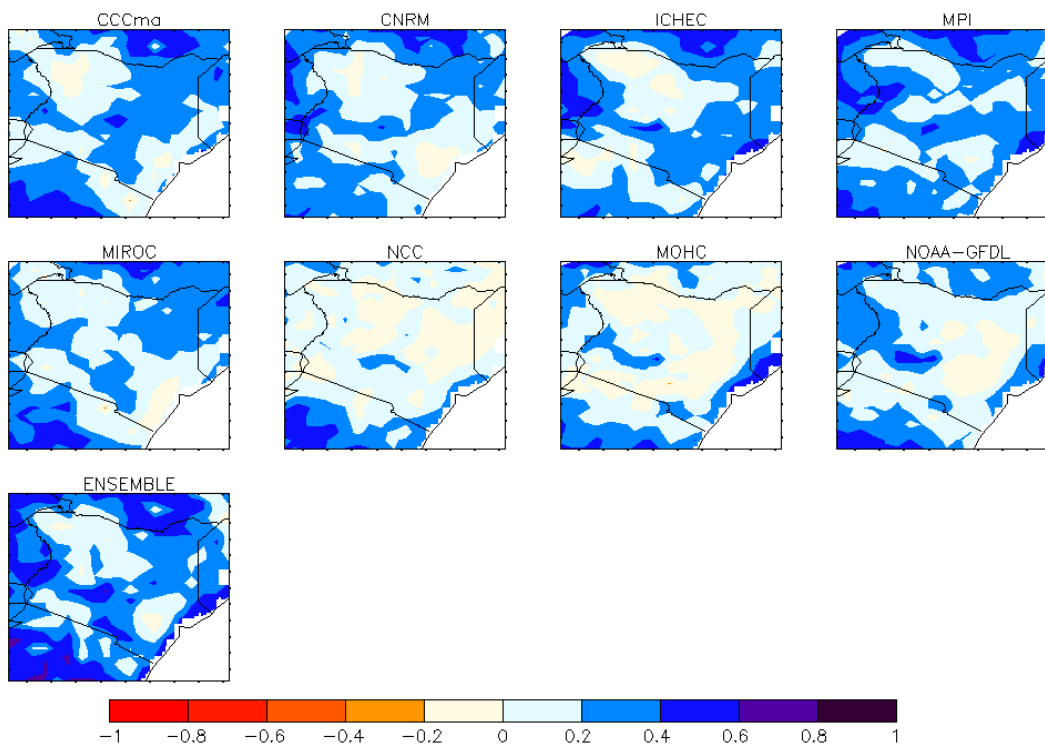 CCCma CNRM ICHEC MPI
MIROC NCC MOHC NOAA-GFDL
ENSEMBLE
-1 -0.8 -0.6 -0.4 -0.2 0 0.2 0.4 0.6 0.8 1